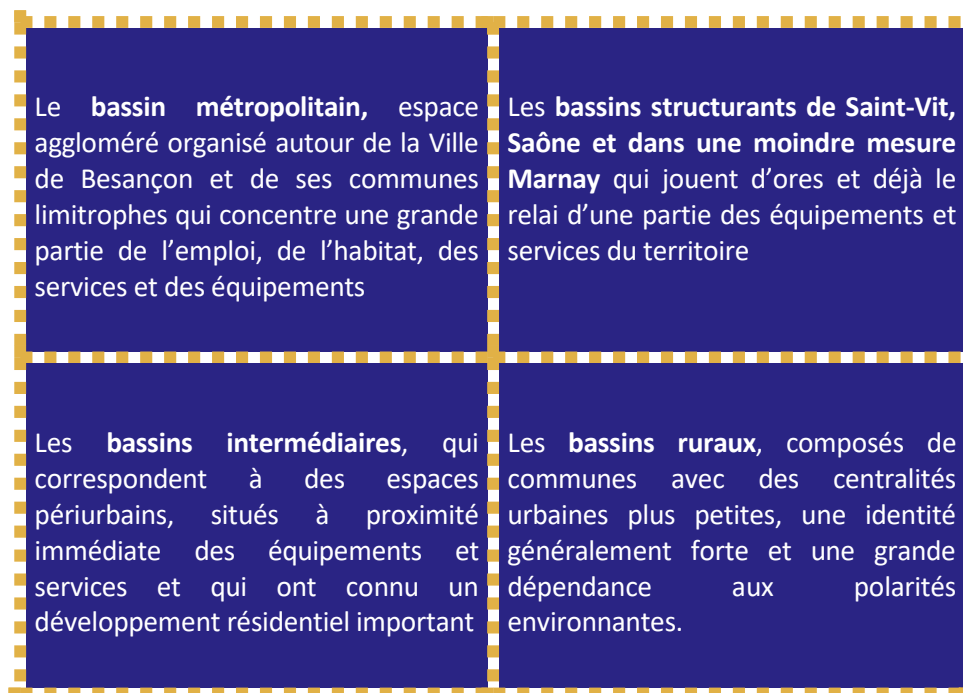 Le bassin métropolitain, espace
aggloméré organisé autour de la Ville
de Besançon et de ses communes
limitrophes qui concentre une grande
partie de l’emploi, de l’habitat, des
services et des équipements
Les bassins structurants de Saint-Vit,
Saône et dans une moindre mesure
Marnay qui jouent d’ores et déjà le
relai d’une partie des équipements et
services du territoire
Les bassins intermédiaires, qui
correspondent à des espaces
périurbains, situés à proximité
immédiate des équipements et
services et qui ont connu un
développement résidentiel important
Les bassins ruraux, composés de
communes avec des centralités
urbaines plus petites, une identité
généralement forte et une grande
dépendance aux polarités
environnantes.